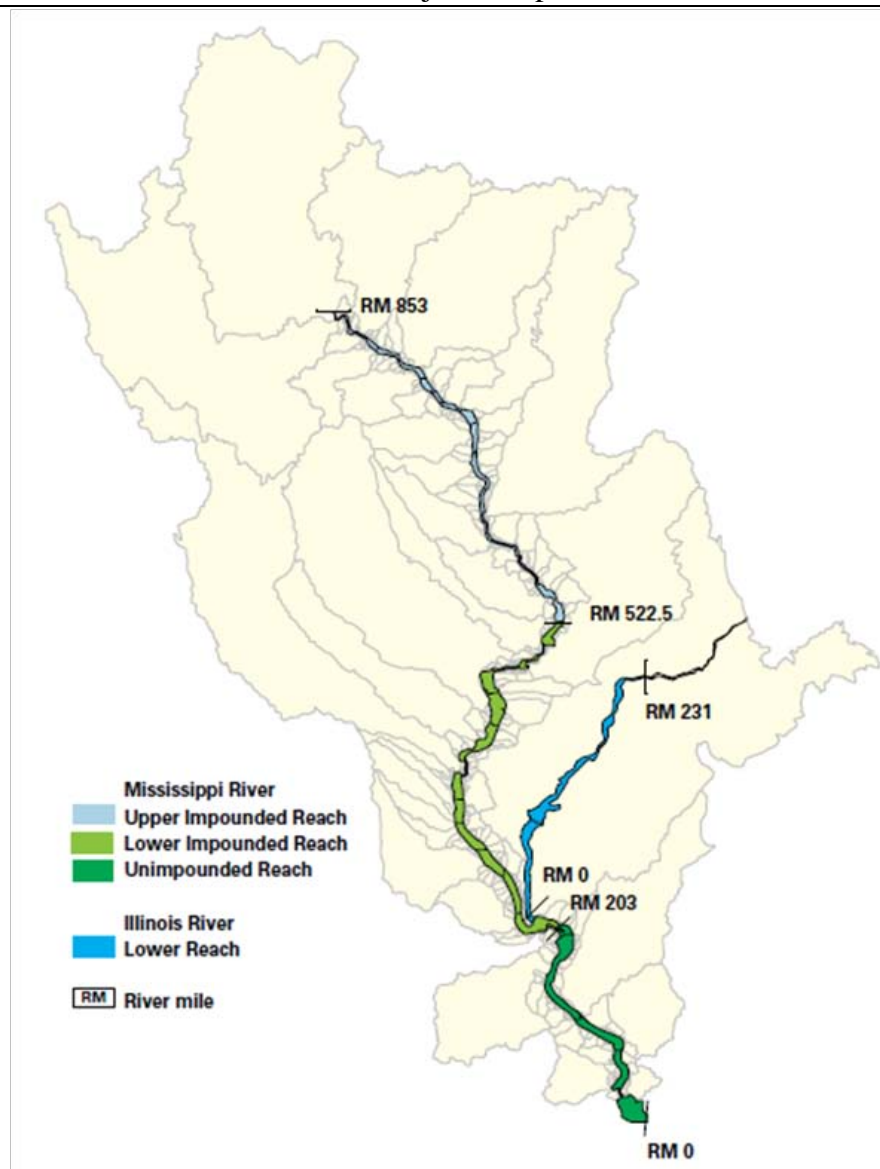 RM 853
RM 522.5
RM 231
Mississippi River
Upper Impounded Reach
Lower Impounded Reach
Unimpounded Reach
RM 0
RM 203
Illinois River
Lower Reach
RM River mile
RM 0